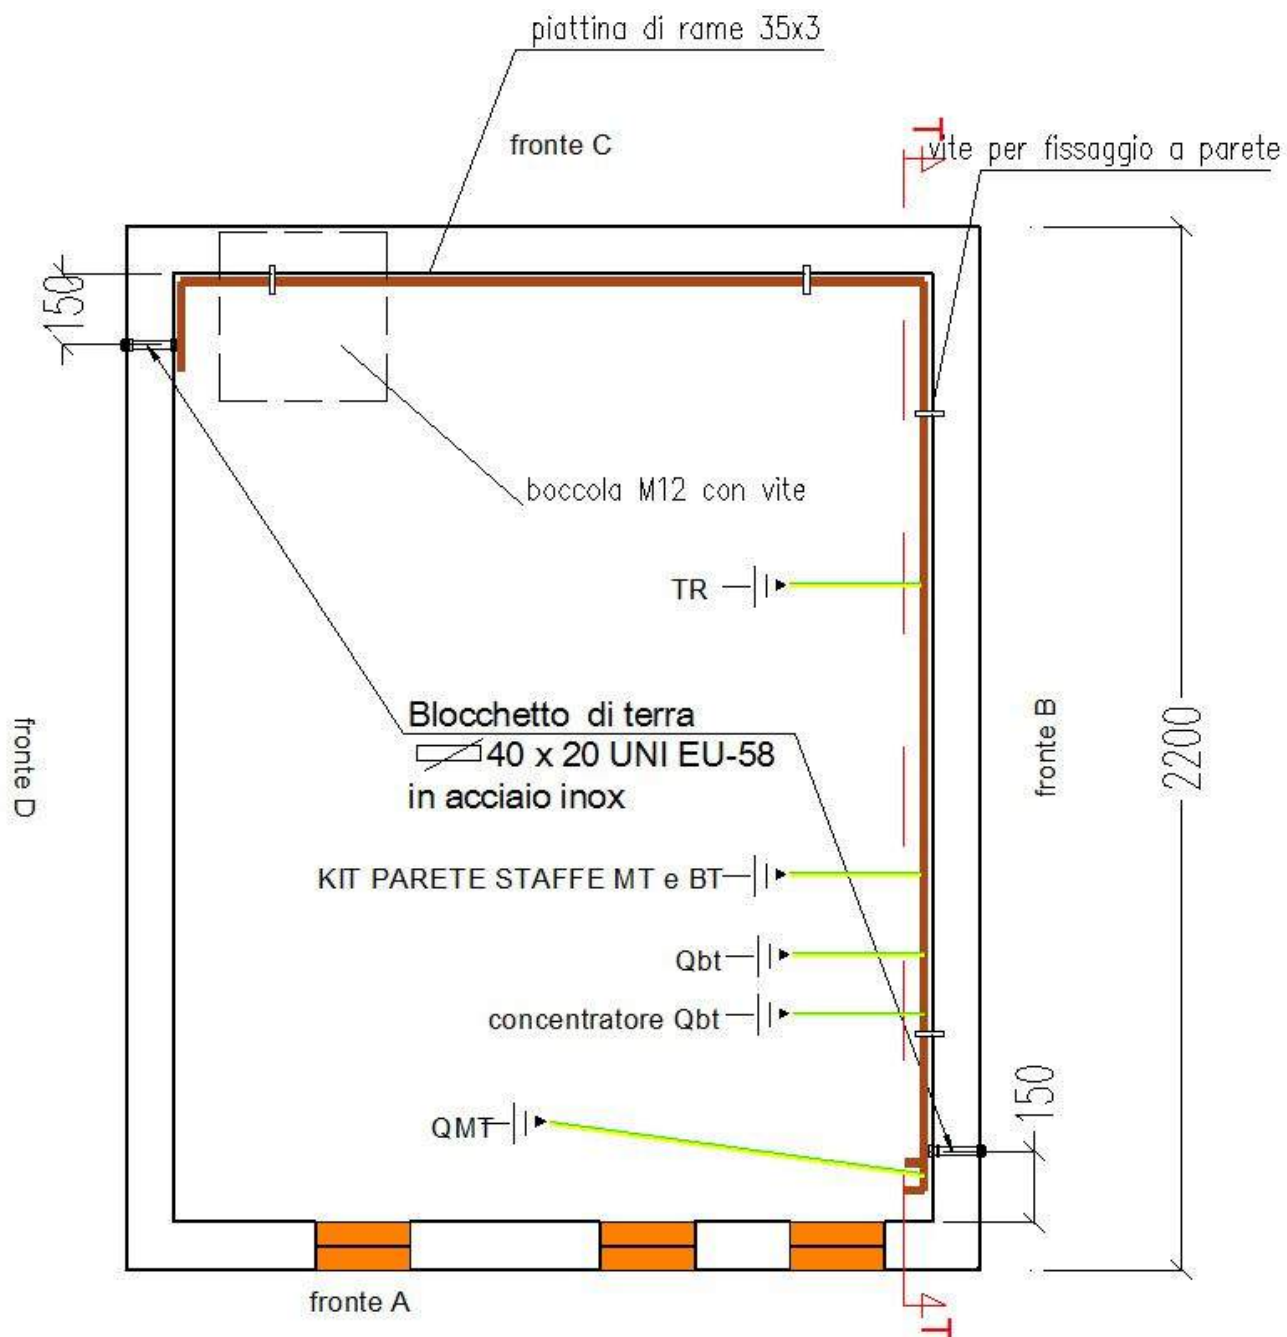 piattina di rame 35x3
fronte C
T
vite per fissaggio a parete
150
boccola M12 con vite
TR
Blocchetto di terra
40 x 20 UNI EU-58
in acciaio inox
fronte D
fronte B
2200
KIT PARETE STAFFE MT e BT
Qbt
concentratore Qbt
150
QMT
fronte A
T